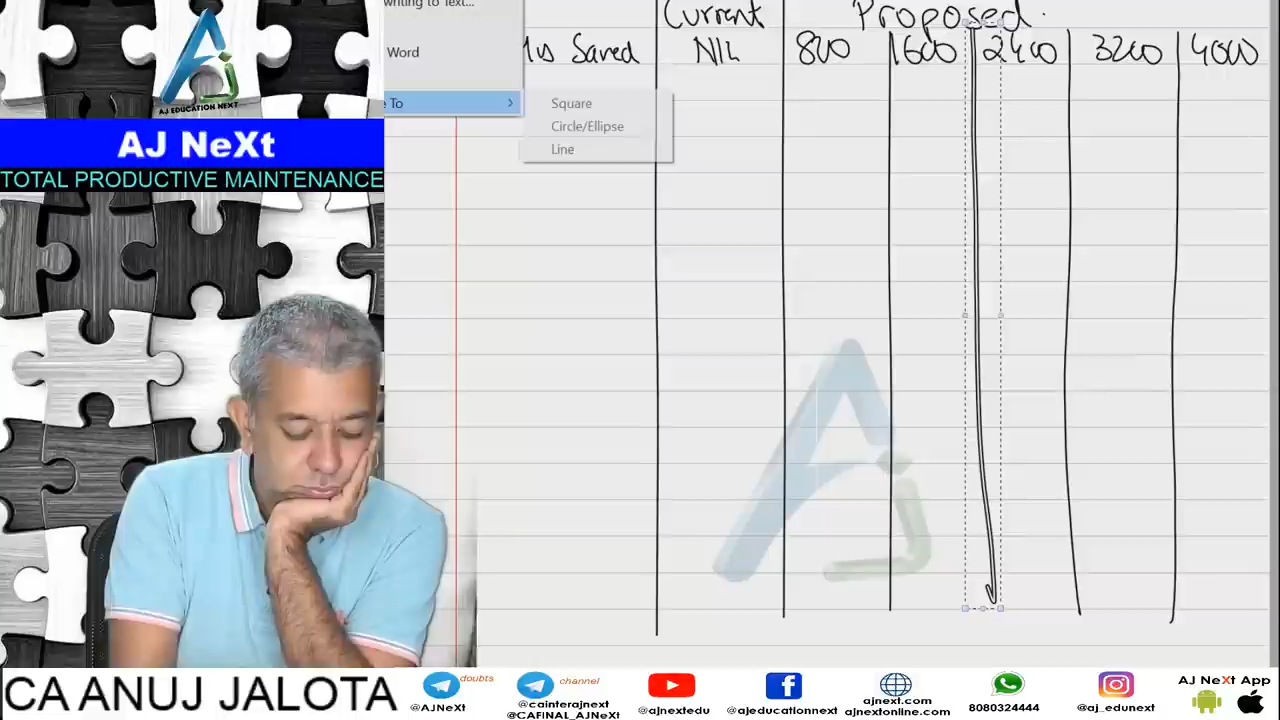 writing to Text...
Word
e To
Square
Circle/Ellipse
Line
Current
Proposed.
Saved
NIL
800
1600
2400
3200
4000
AJ EDUCATION NEXT
AJ NeXt
TOTAL PRODUCTIVE MAINTENANCE
CA ANUJ JALOTA
doubts
@AJNeXt
channel
@cainterajnext
@CAFINAL_AJNeXt
@ajnextedu
@ajeducationnext
ajnext.com
ajnextonline.com
8080324444
@aj_edunext
AJ NeXt App